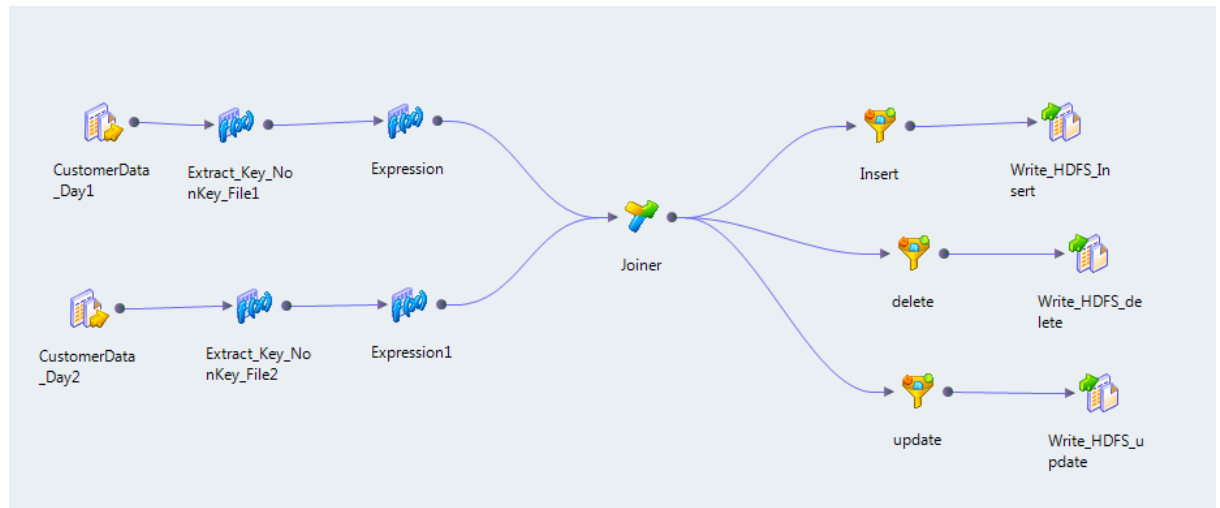 CustomerData
_Day1
Extract_Key_No
nKey_File1
Expression
Insert
Write_HDFS_In
sert
Joiner
delete
Write_HDFS_de
lete
CustomerData
_Day2
Extract_Key_No
nKey_File2
Expression1
update
Write_HDFS_u
pdate